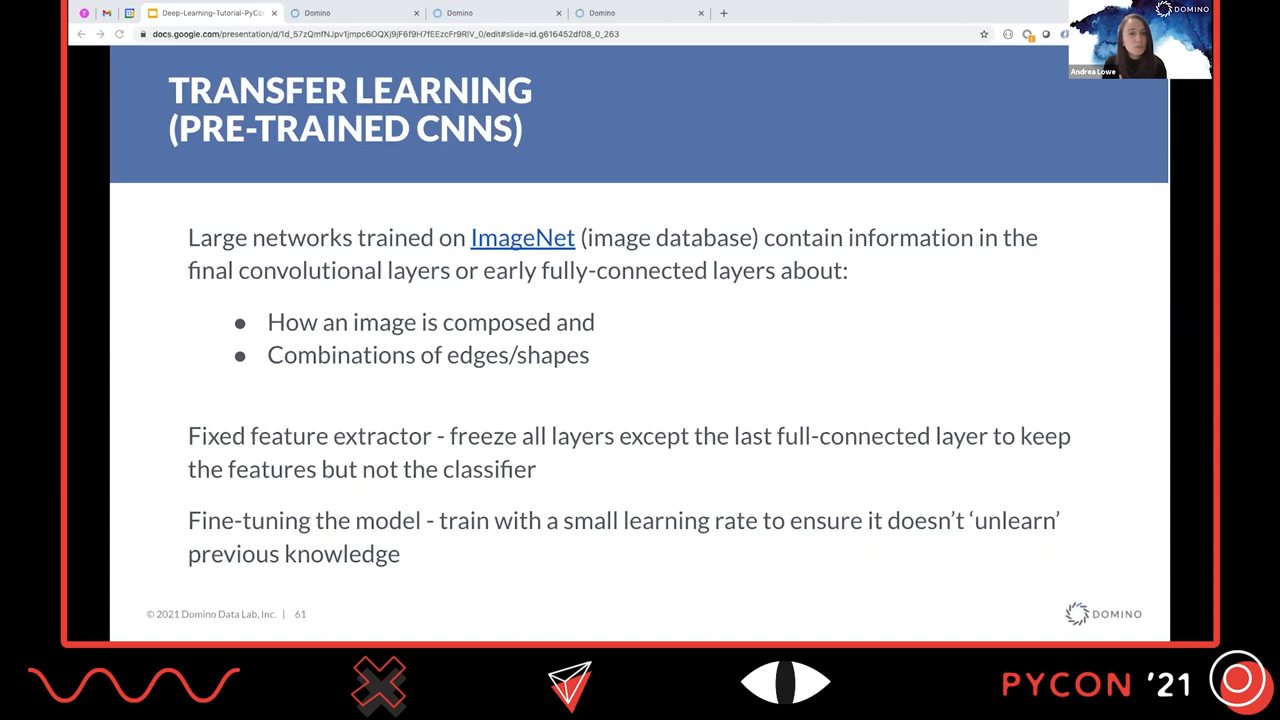 Deep-Learning-Tutorial-PyCo
Domino
Domino
Domino
docs.google.com/presentation/d/1d_57zQmfNJpv1jmpc6OQXj9jF6f9H7fEEzcFr9RlV_0/edit#slide=id.g616452df08_0_263
DOMINO
Andrea Lowe
TRANSFER LEARNING
(PRE-TRAINED CNNS)
Large networks trained on ImageNet (image database) contain information in the
final convolutional layers or early fully-connected layers about:
● How an image is composed and
● Combinations of edges/shapes
Fixed feature extractor - freeze all layers except the last full-connected layer to keep
the features but not the classifier
Fine-tuning the model - train with a small learning rate to ensure it doesn’t ‘unlearn’
previous knowledge
© 2021 Domino Data Lab, Inc. | 61
DOMINO
PYCON ’21